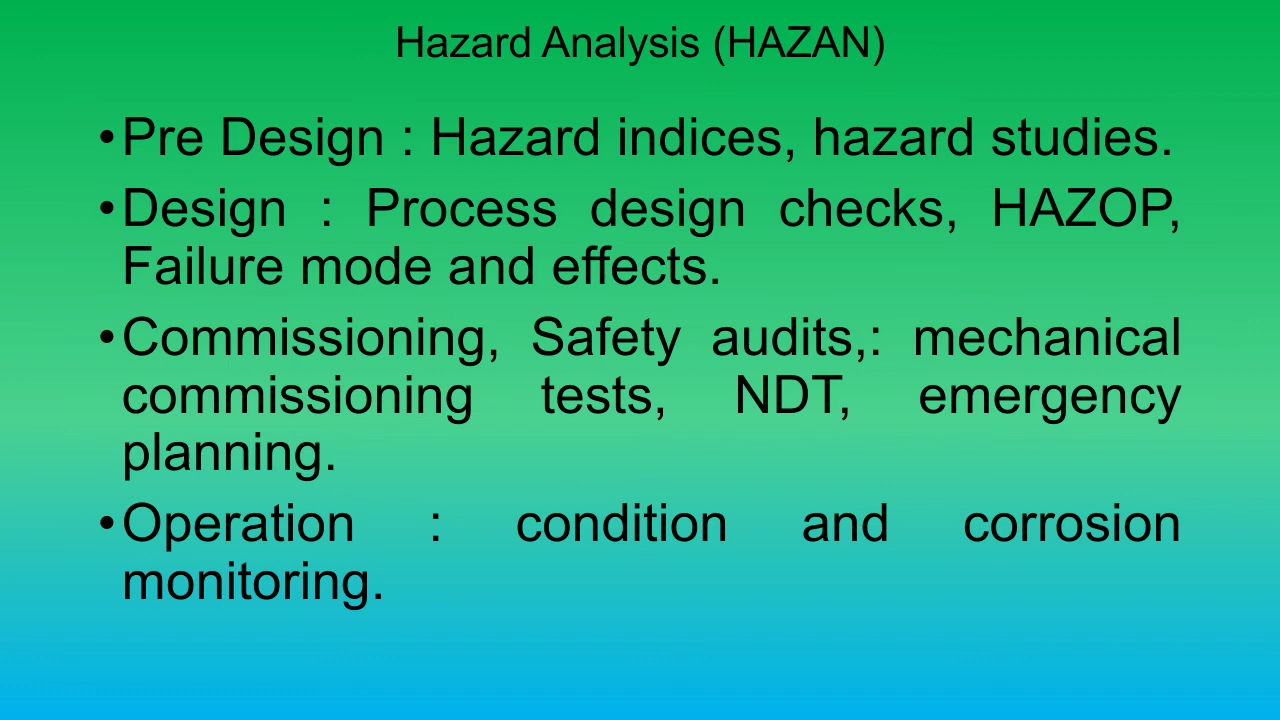 Hazard Analysis (HAZAN)
•Pre Design : Hazard indices, hazard studies.
•Design : Process design checks, HAZOP,
Failure mode and effects.
•Commissioning, Safety audits,: mechanical
commissioning tests, NDT, emergency
planning.
•Operation : condition and corrosion
monitoring.